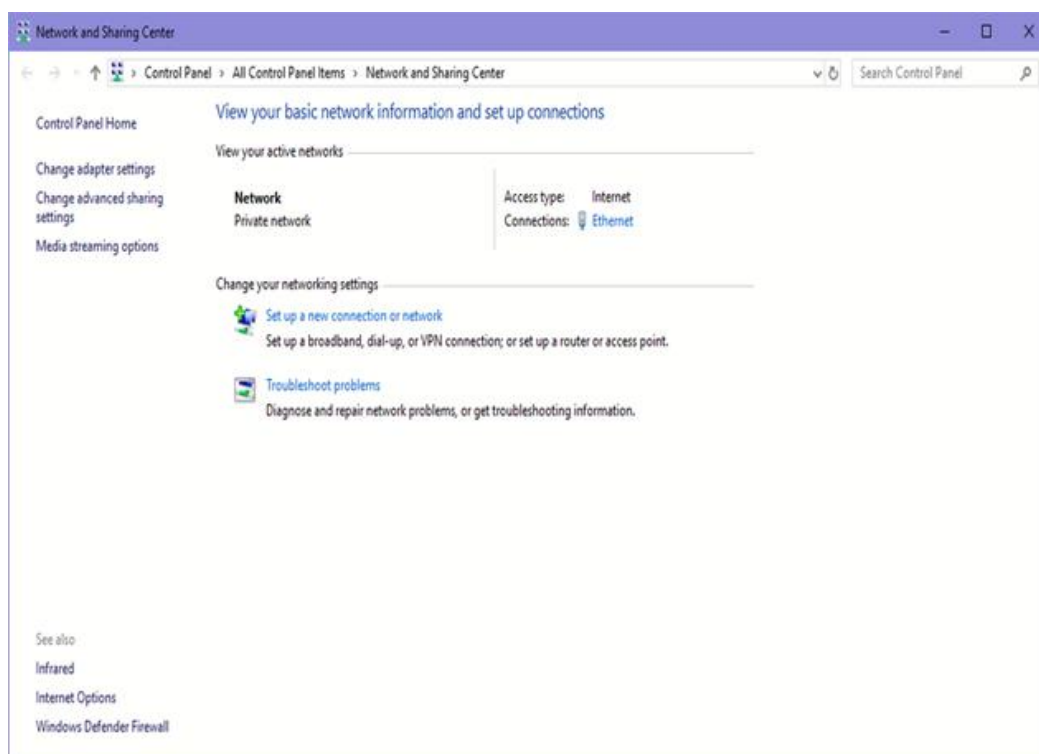 Network and Sharing Center
Control Panel > All Control Panel Items > Network and Sharing Center
Search Control Panel
Control Panel Home
Change adapter settings
Change advanced sharing
settings
Media streaming options
View your basic network information and set up connections
View your active networks
Network
Private network
Access type: Internet
Connections: Ethernet
Change your networking settings
Set up a new connection or network
Set up a broadband, dial-up, or VPN connection; or set up a router or access point.
Troubleshoot problems
Diagnose and repair network problems, or get troubleshooting information.
See also
Infrared
Internet Options
Windows Defender Firewall